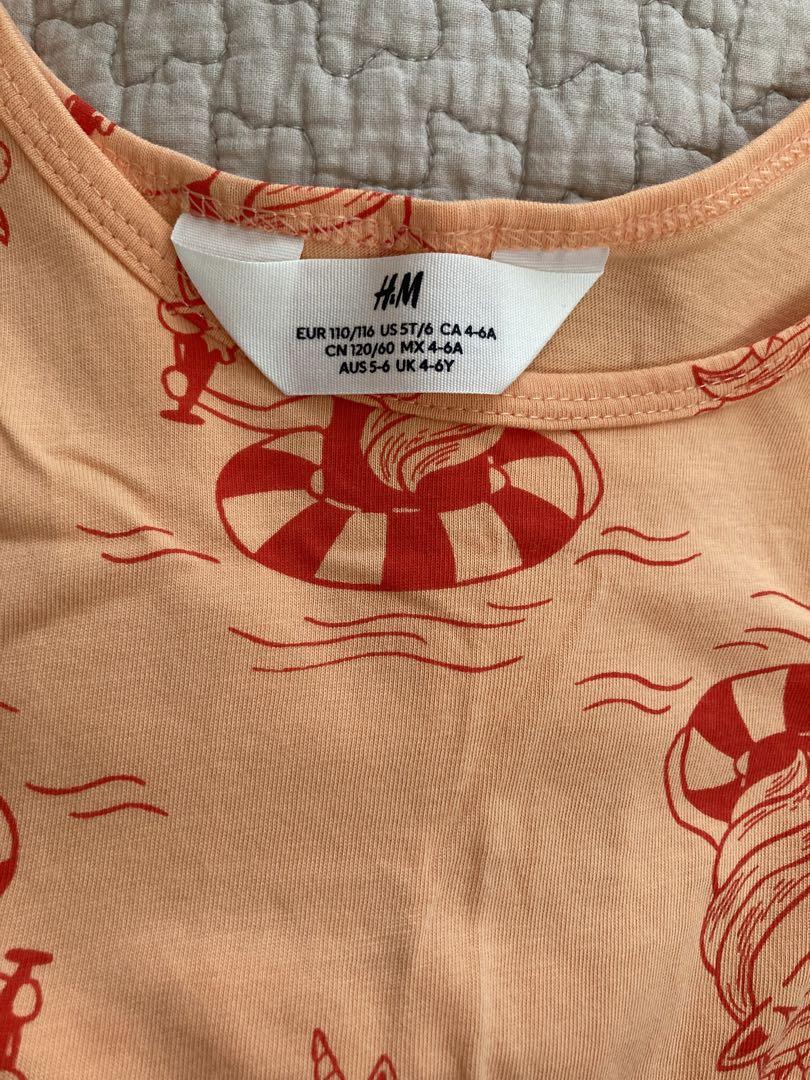 H&M
EUR 110/116 US 5T/6 CA 4-6A
CN 120/60 MX 4-6A
AUS 5-6 UK 4-6Y